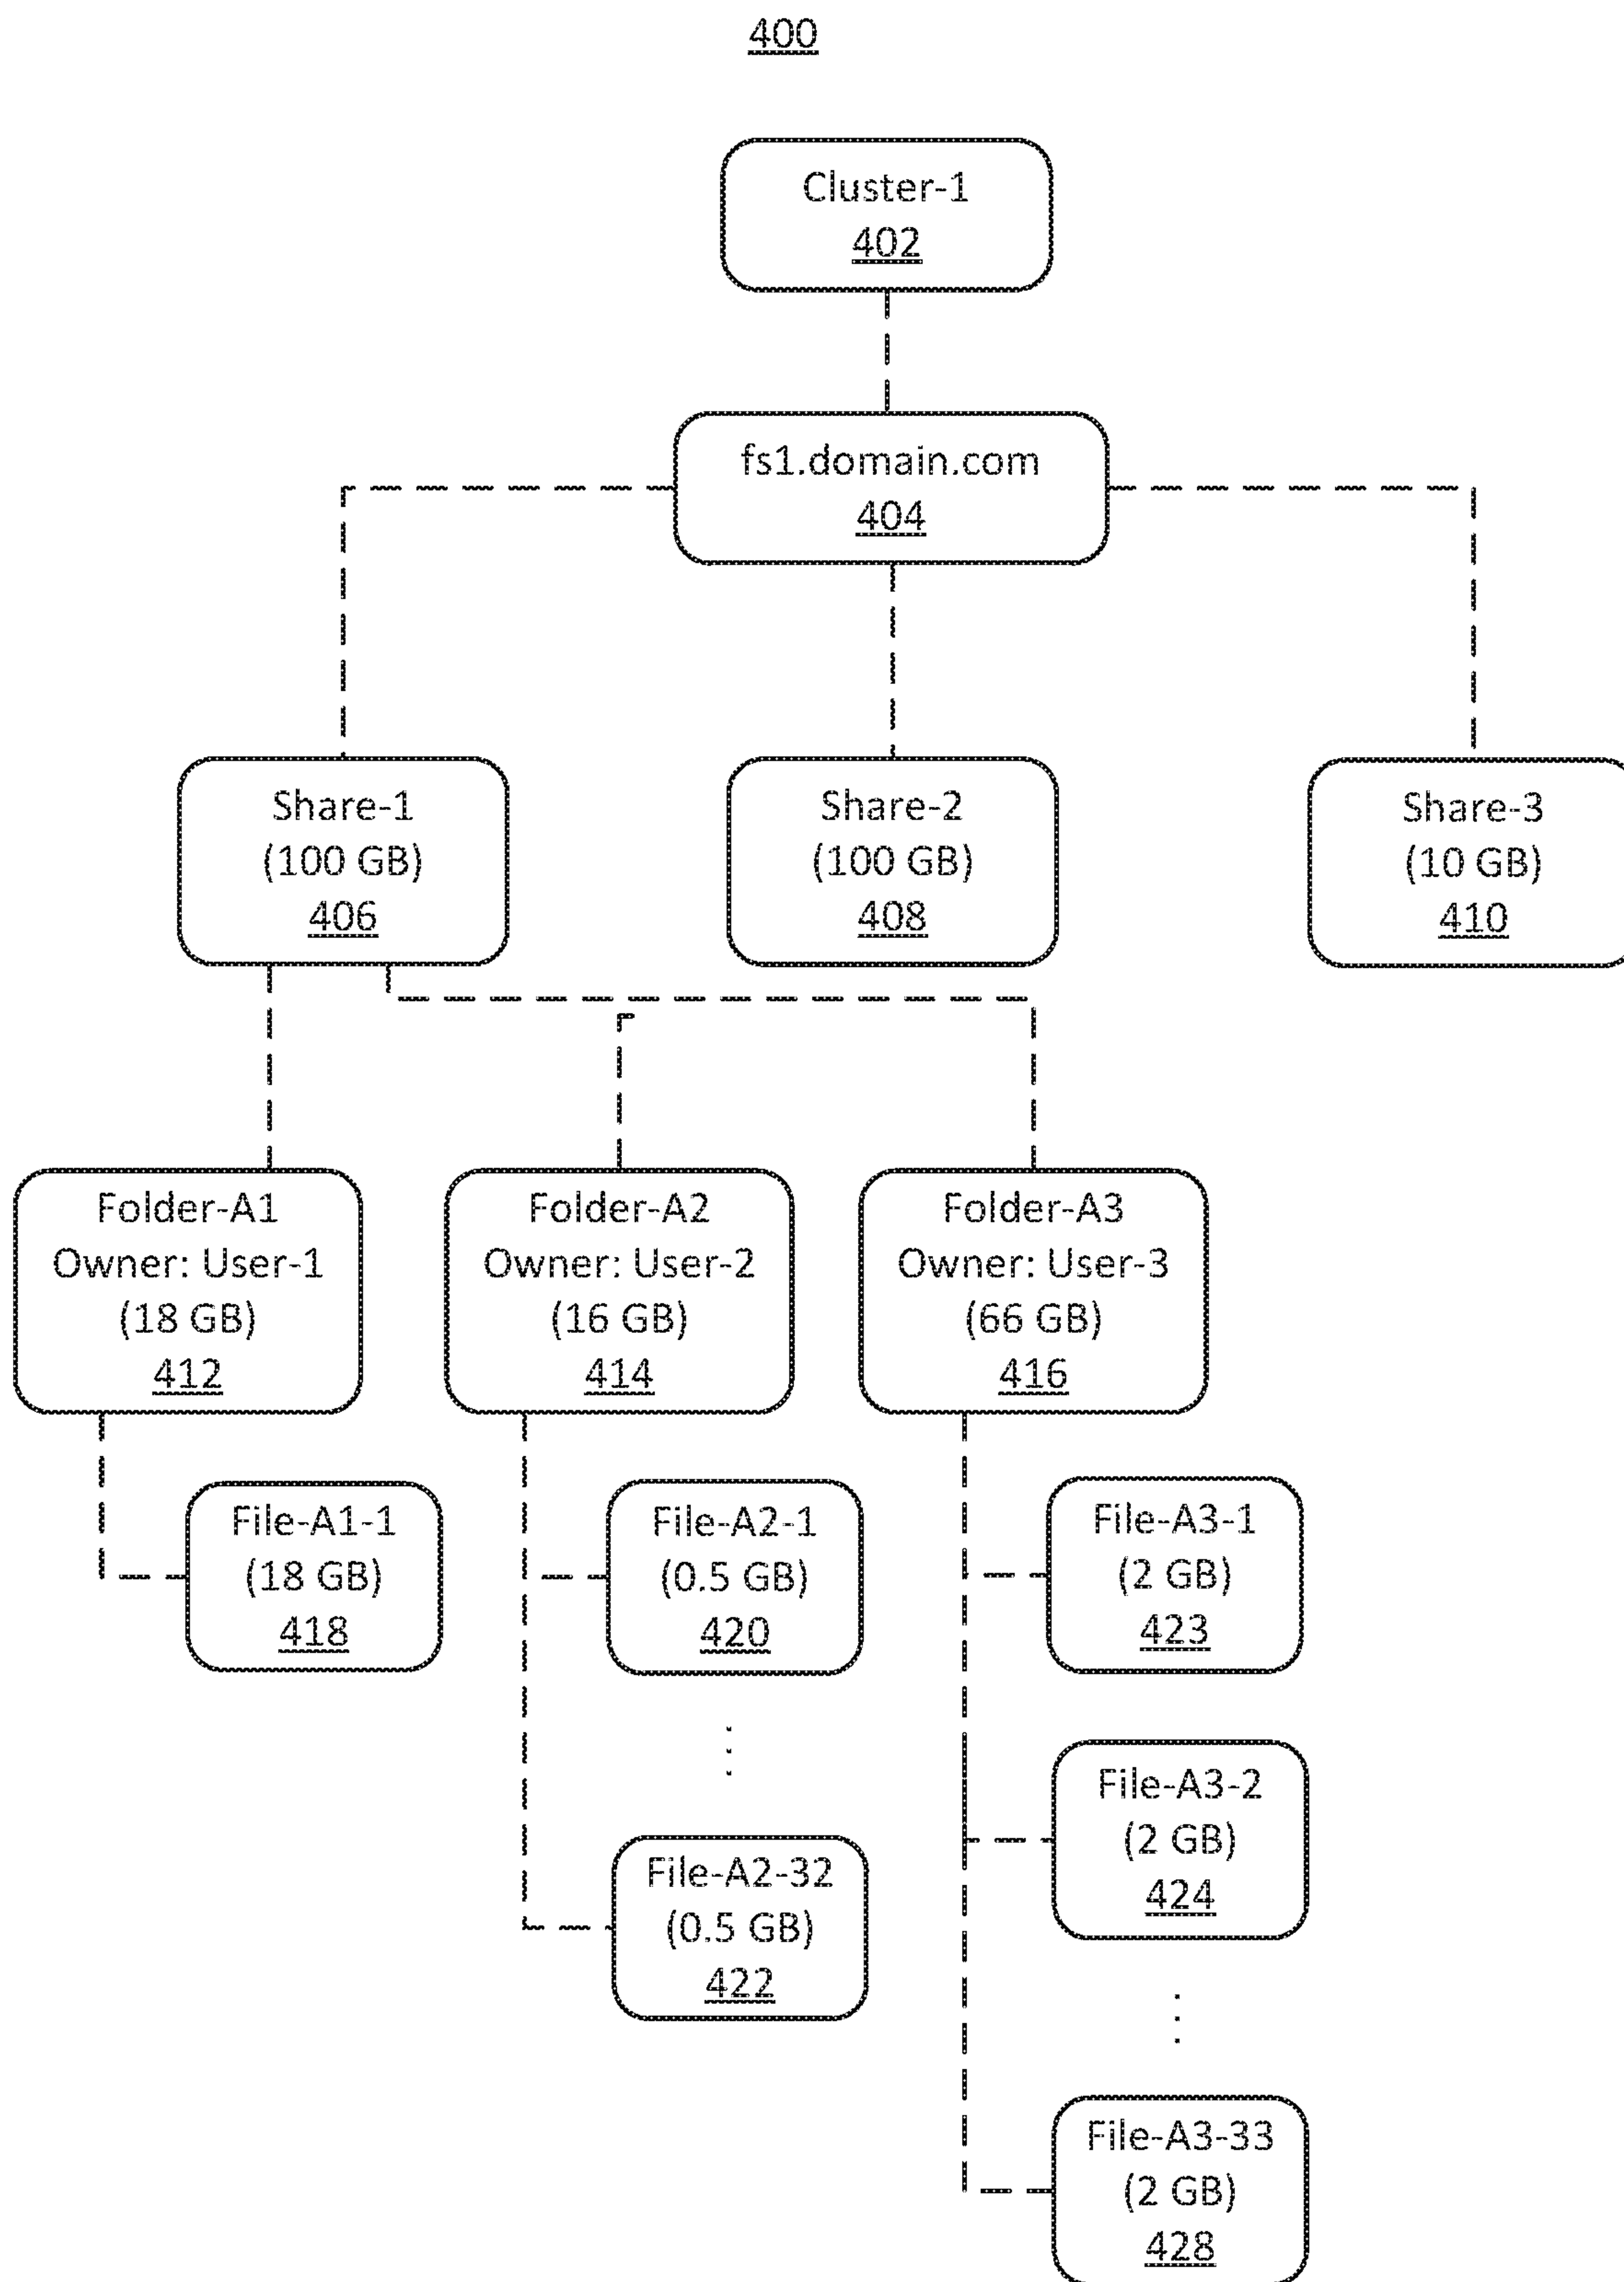 400
Cluster-1
402
fs1.domain.com
404
Share-1
(100 GB)
406
Share-2
(100 GB)
408
Share-3
(10 GB)
410
Folder-A1
Owner: User-1
(18 GB)
412
Folder-A2
Owner: User-2
(16 GB)
414
Folder-A3
Owner: User-3
(66 GB)
416
File-A1-1
(18 GB)
418
File-A2-1
(0.5 GB)
420
File-A3-1
(2 GB)
423
File-A3-2
(2 GB)
424
File-A2-32
(0.5 GB)
422
File-A3-33
(2 GB)
428